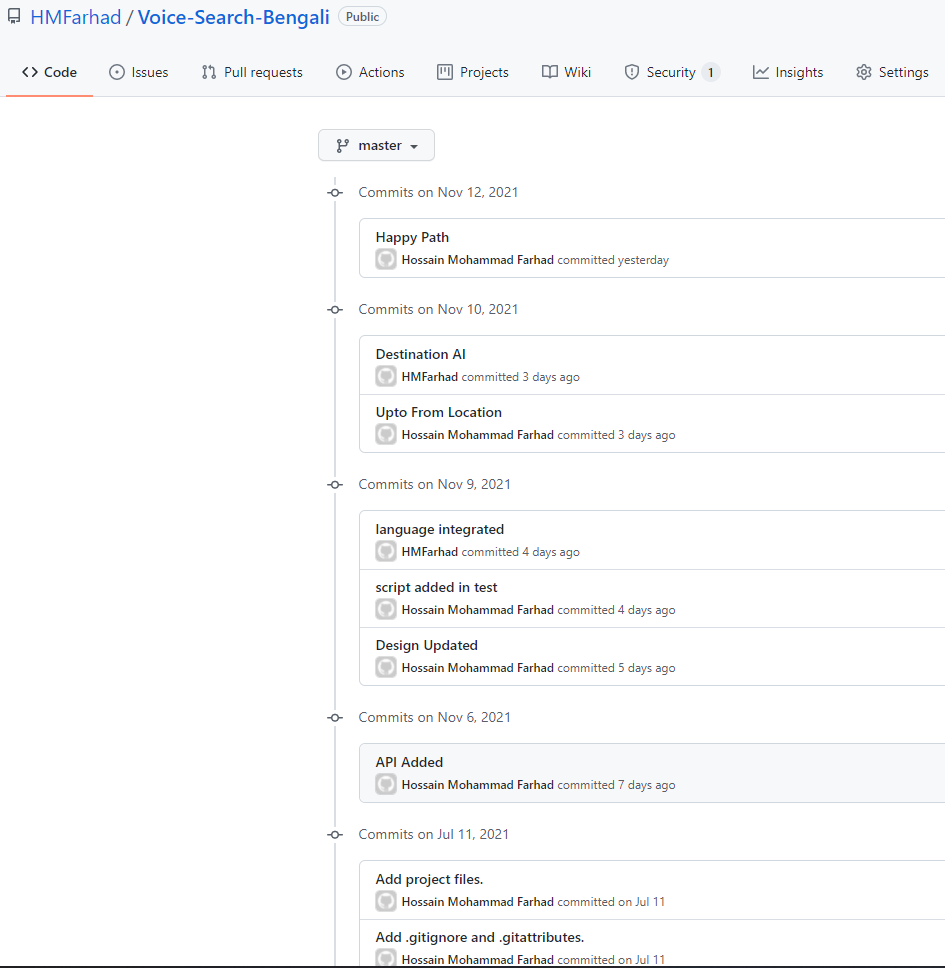 HMFarhad / Voice-Search-Bengali Public
Code Issues Pull requests Actions Projects Wiki Security 1 Insights Settings
master
Commits on Nov 12, 2021
Happy Path
Hossain Mohammad Farhad committed yesterday
Commits on Nov 10, 2021
Destination AI
HMFarhad committed 3 days ago
Upto From Location
Hossain Mohammad Farhad committed 3 days ago
Commits on Nov 9, 2021
language integrated
HMFarhad committed 4 days ago
script added in test
Hossain Mohammad Farhad committed 4 days ago
Design Updated
Hossain Mohammad Farhad committed 5 days ago
Commits on Nov 6, 2021
API Added
Hossain Mohammad Farhad committed 7 days ago
Commits on Jul 11, 2021
Add project files.
Hossain Mohammad Farhad committed on Jul 11
Add .gitignore and .gitattributes.
Hossain Mohammad Farhad committed on Jul 11